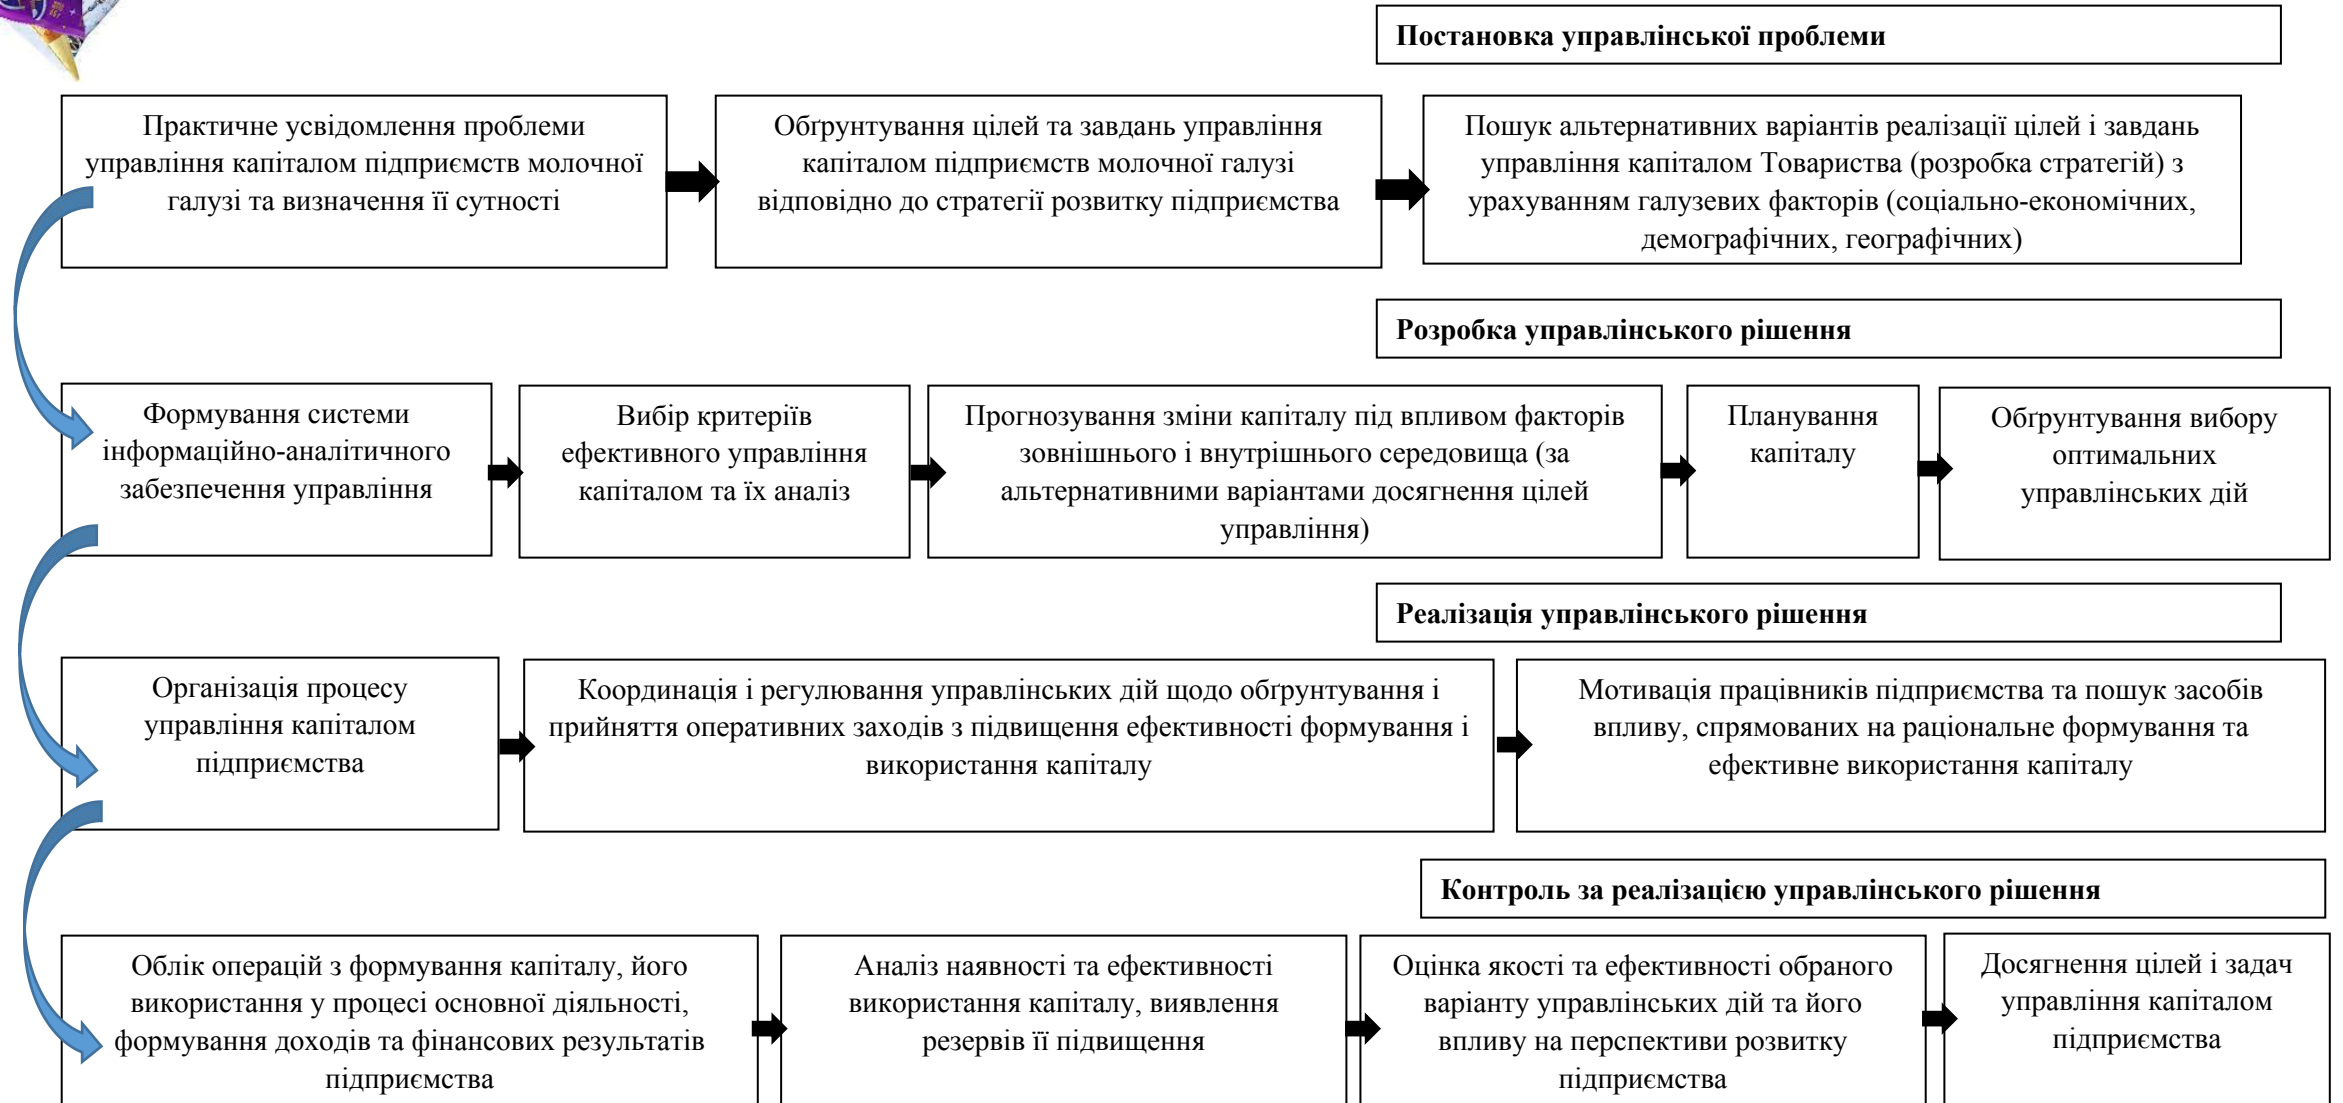 Постановка управлінської проблеми
Практичне усвідомлення проблеми
управління капіталом підприємств молочної
галузі та визначення її сутності
Обґрунтування цілей та завдань управління
капіталом підприємств молочної галузі
відповідно до стратегії розвитку підприємства
Пошук альтернативних варіантів реалізації цілей і завдань
управління капіталом Товариства (розробка стратегій) з
урахуванням галузевих факторів (соціально-економічних,
демографічних, географічних)
Розробка управлінського рішення
Формування системи
інформаційно-аналітичного
забезпечення управління
Вибір критеріїв
ефективного управління
капіталом та їх аналіз
Прогнозування зміни капіталу під впливом факторів
зовнішнього і внутрішнього середовища (за
альтернативними варіантами досягнення цілей
управління)
Планування
капіталу
Обґрунтування вибору
оптимальних
управлінських дій
Реалізація управлінського рішення
Організація процесу
управління капіталом
підприємства
Координація і регулювання управлінських дій щодо обґрунтування і
прийняття оперативних заходів з підвищення ефективності формування і
використання капіталу
Мотивація працівників підприємства та пошук засобів
впливу, спрямованих на раціональне формування та
ефективне використання капіталу
Контроль за реалізацією управлінського рішення
Облік операцій з формування капіталу, його
використання у процесі основної діяльності,
формування доходів та фінансових результатів
підприємства
Аналіз наявності та ефективності
використання капіталу, виявлення
резервів її підвищення
Оцінка якості та ефективності обраного
варіанту управлінських дій та його
впливу на перспективи розвитку
підприємства
Досягнення цілей і задач
управління капіталом
підприємства